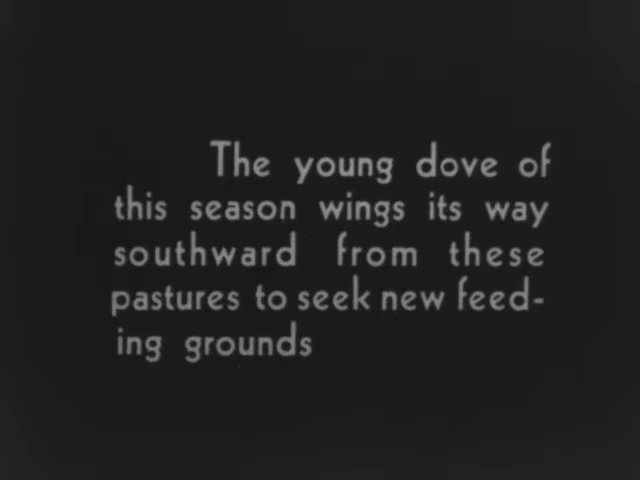 The young dove of
this season wings its way
southward from these
pastures to seek new feed-
ing grounds